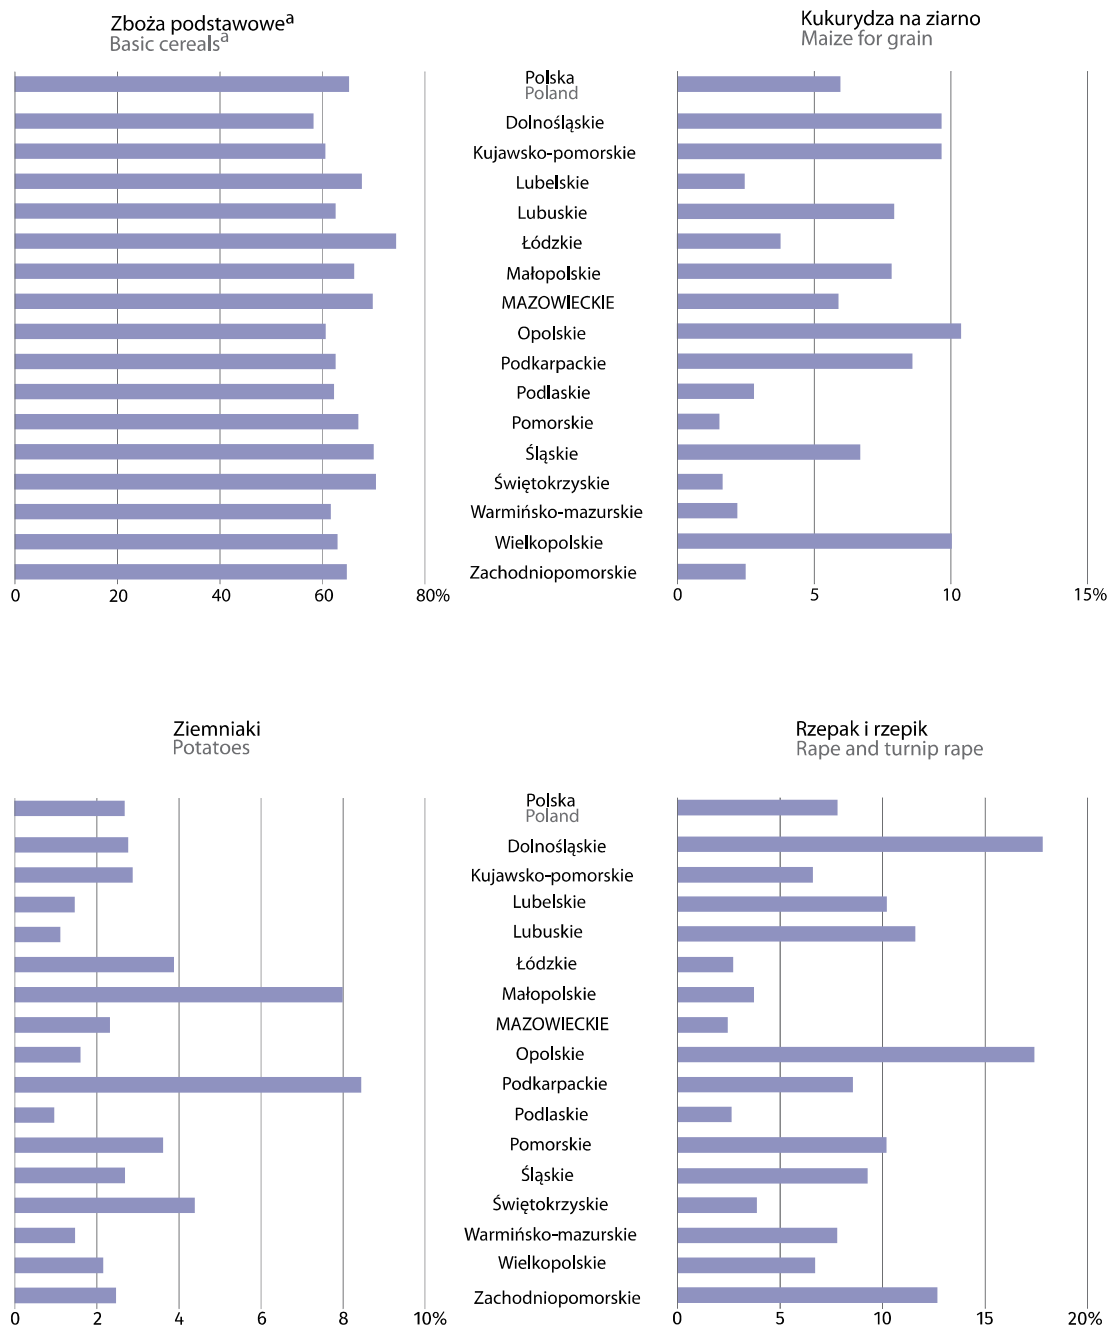 Zboża podstawoweᵃ
Basic cerealsᵃ
Kukurydza na ziarno
Maize for grain
Polska
Poland
Dolnośląskie
Kujawsko-pomorskie
Lubelskie
Lubuskie
Łódzkie
Małopolskie
MAZOWIECKIE
Opolskie
Podkarpackie
Podlaskie
Pomorskie
Śląskie
Świętokrzyskie
Warmińsko-mazurskie
Wielkopolskie
Zachodniopomorskie
0 20 40 60 80%
0 5 10 15%
Ziemniaki
Potatoes
Rzepak i rzepik
Rape and turnip rape
Polska
Poland
Dolnośląskie
Kujawsko-pomorskie
Lubelskie
Lubuskie
Łódzkie
Małopolskie
MAZOWIECKIE
Opolskie
Podkarpackie
Podlaskie
Pomorskie
Śląskie
Świętokrzyskie
Warmińsko-mazurskie
Wielkopolskie
Zachodniopomorskie
0 2 4 6 8 10%
0 5 10 15 20%